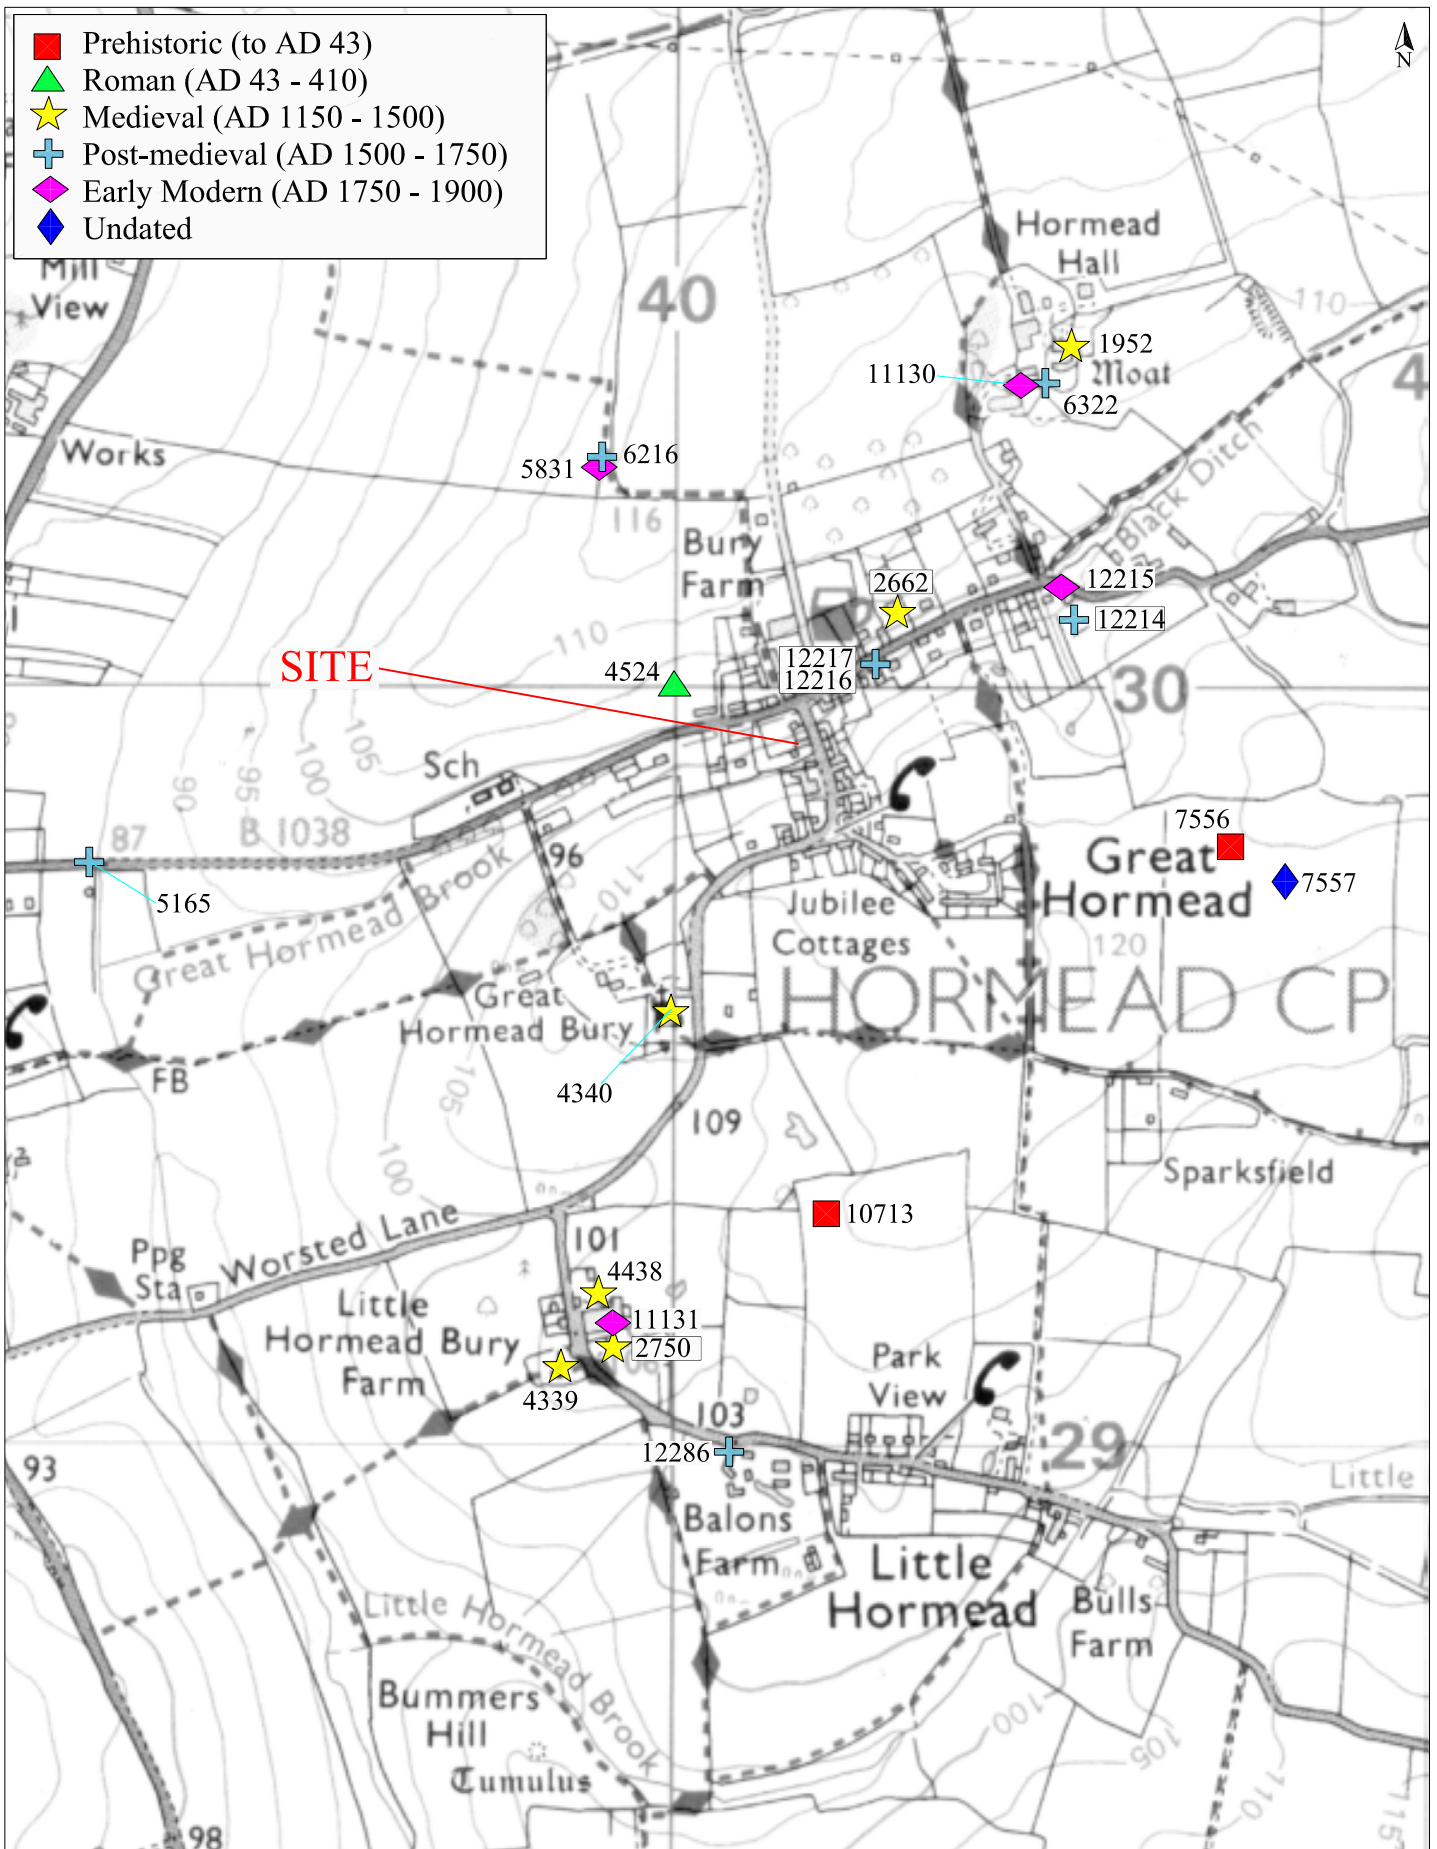 Prehistoric (to AD 43)
Roman (AD 43 - 410)
Medieval (AD 1150 - 1500)
Post-medieval (AD 1500 - 1750)
Early Modern (AD 1750 - 1900)
Undated
N
Mill
View
40
Hormead
Hall
110
1952
Moat
11130
6322
4
Works
5831
6216
116
Bury
Farm
Black Ditch
2662
12215
12214
110
SITE
4524
12217
12216
30
105
100
95
90
Sch
87
B 1038
96
7556
Great
Hormead
7557
5165
110
Jubilee
Cottages
120
Great Hormead Brook
Great
Hormead Bury
HORMEAD CP
FB
4340
105
109
100
Sparksfield
10713
Worsted Lane
101
Ppg
Sta
4438
Little
Hormead Bury
Farm
11131
2750
4339
Park
View
103
12286
29
93
Little
Balons
Farm
Little
Hormead
Bulls
Farm
Little Hormead Brook
Bummers
Hill
Tumulus
100
105
110
115
98